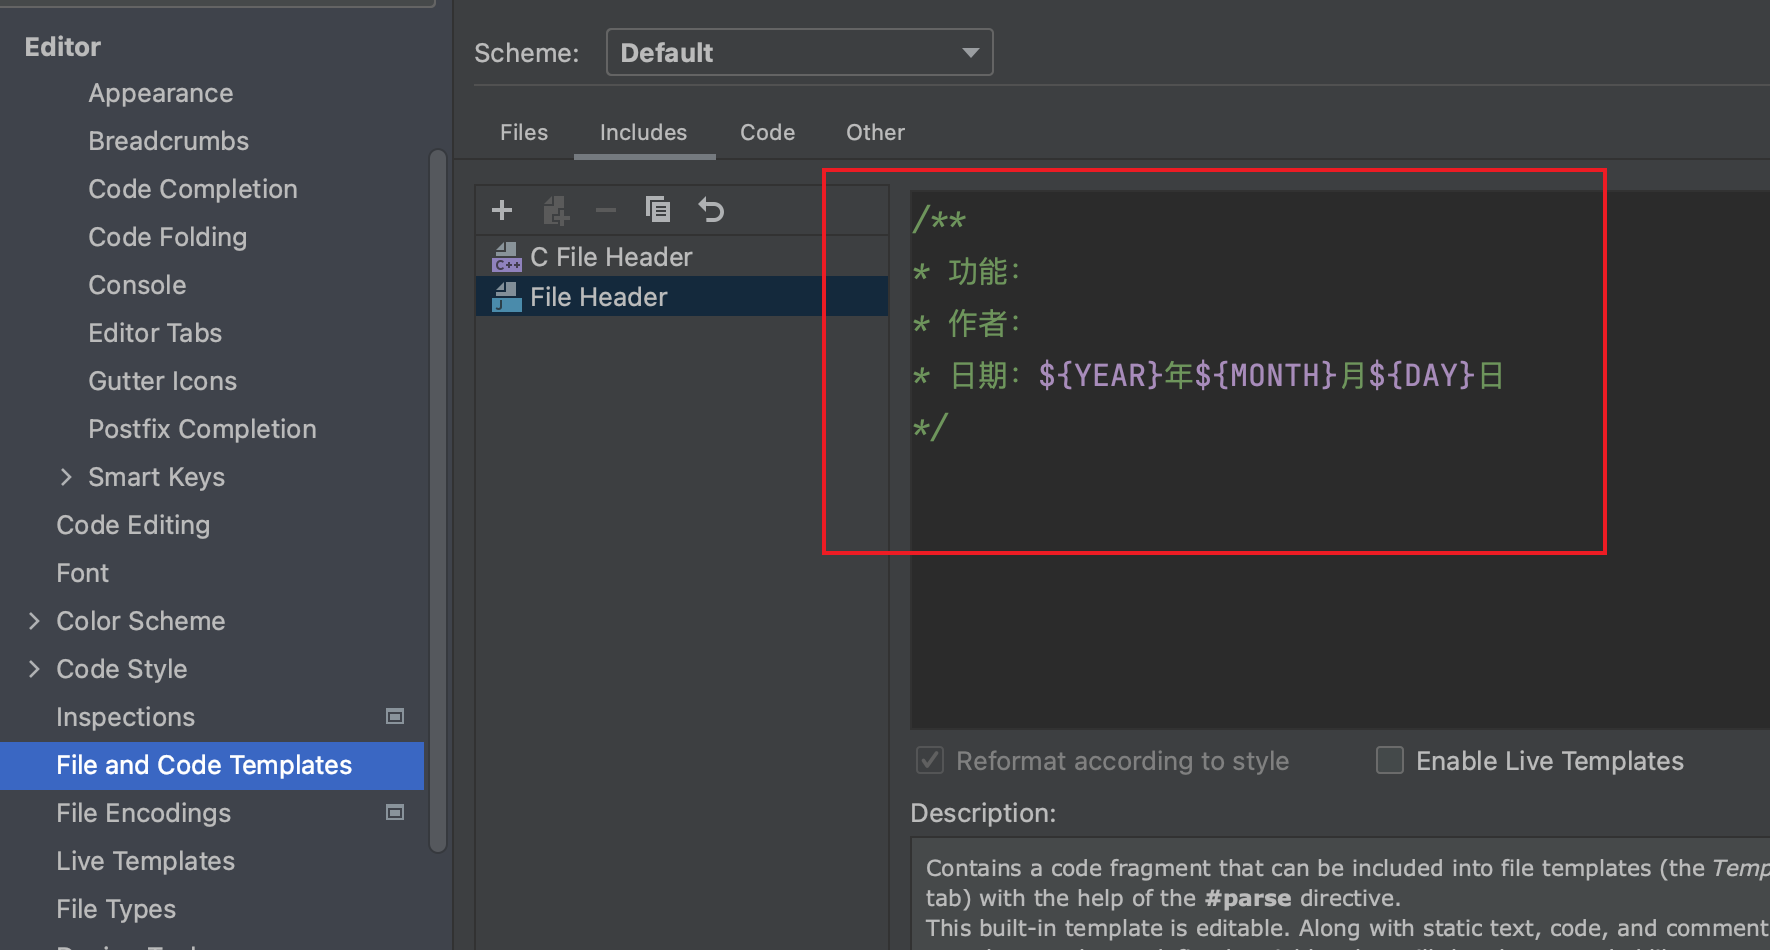 Editor
Appearance
Breadcrumbs
Code Completion
Code Folding
Console
Editor Tabs
Gutter Icons
Postfix Completion
Smart Keys
Code Editing
Font
Color Scheme
Code Style
Inspections
File and Code Templates
File Encodings
Live Templates
File Types
Scheme: Default
Files Includes Code Other
C++ C File Header
J File Header
/**
* 功能：
* 作者：
* 日期：${YEAR}年${MONTH}月${DAY}日
*/
Reformat according to style Enable Live Templates
Description:
Contains a code fragment that can be included into file templates (the
tab) with the help of the #parse directive.
This built-in template is editable. Along with static text, code, and comment